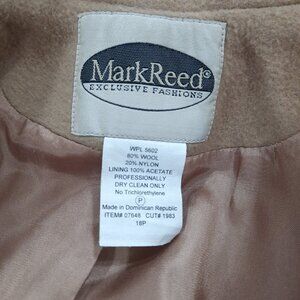 MarkReed®
EXCLUSIVE FASHIONS
WPL 5602
80% WOOL
20% NYLON
LINING 100% ACETATE
PROFESSIONALLY
DRY CLEAN ONLY
No Trichlorethylene
P
Made in Dominican Republic
ITEM# 07648 CUT# 1983
18P